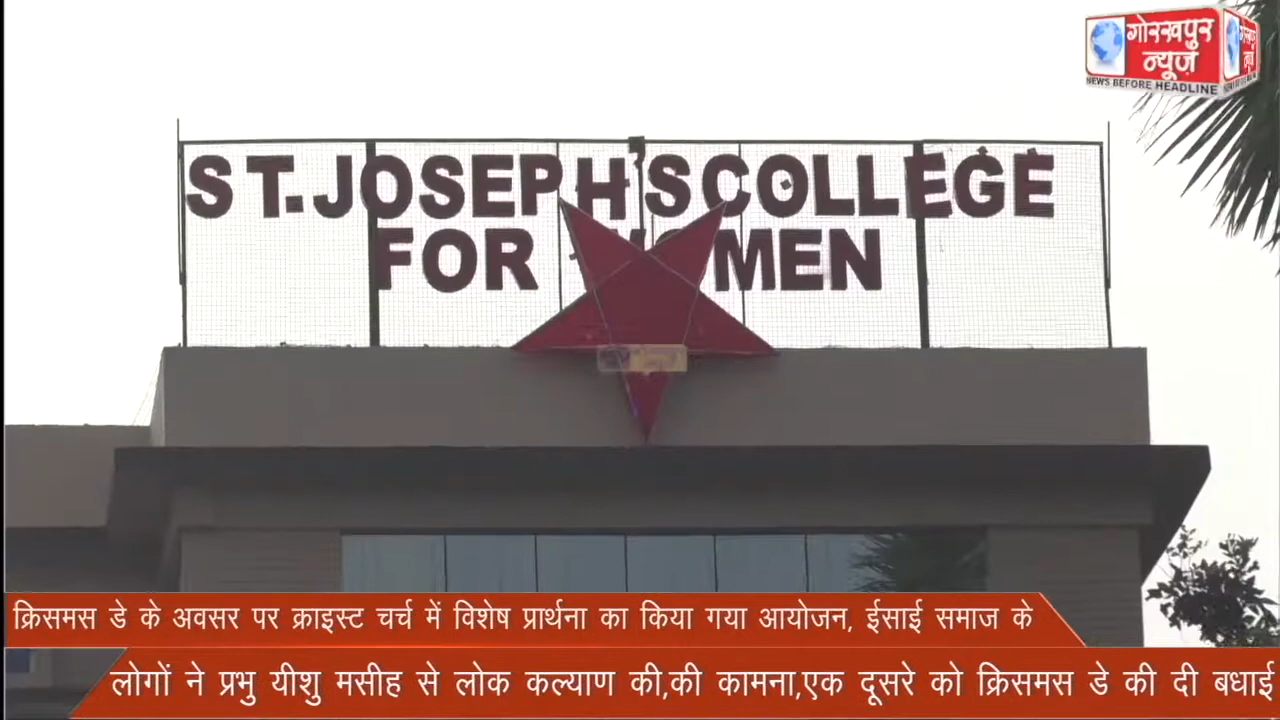 गोरखपुर
न्यूज़
NEWS BEFORE HEADLINE
ST. JOSEPH'S COLLEGE
FOR WOMEN
क्रिसमस डे के अवसर पर क्राइस्ट चर्च में विशेष प्रार्थना का किया गया आयोजन, ईसाई समाज के
लोगों ने प्रभु यीशु मसीह से लोक कल्याण की,की कामना,एक दूसरे को क्रिसमस डे की दी बधाई